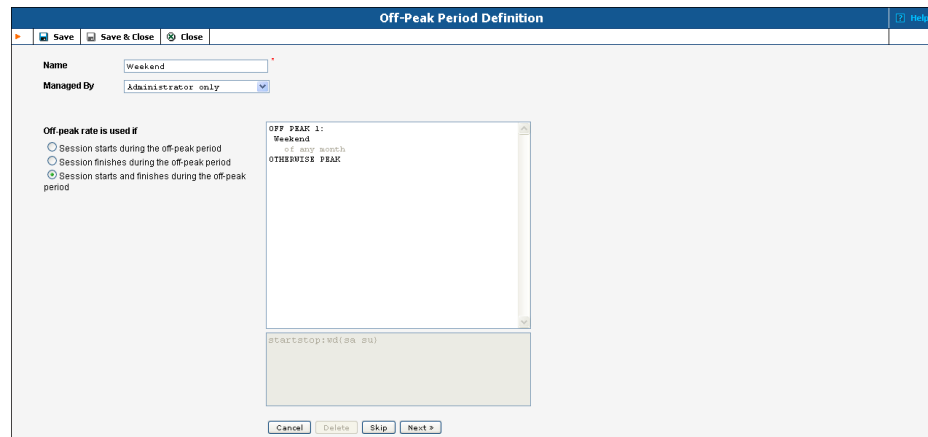 Off-Peak Period Definition
? Help
Save
Save & Close
Close
Name
Weekend
*
Managed By
Administrator only
Off-peak rate is used if
Session starts during the off-peak period
Session finishes during the off-peak period
Session starts and finishes during the off-peak
period
OFF PEAK 1:
Weekend
of any month
OTHERWISE PEAK
startstop:wd(sa su)
Cancel
Delete
Skip
Next »